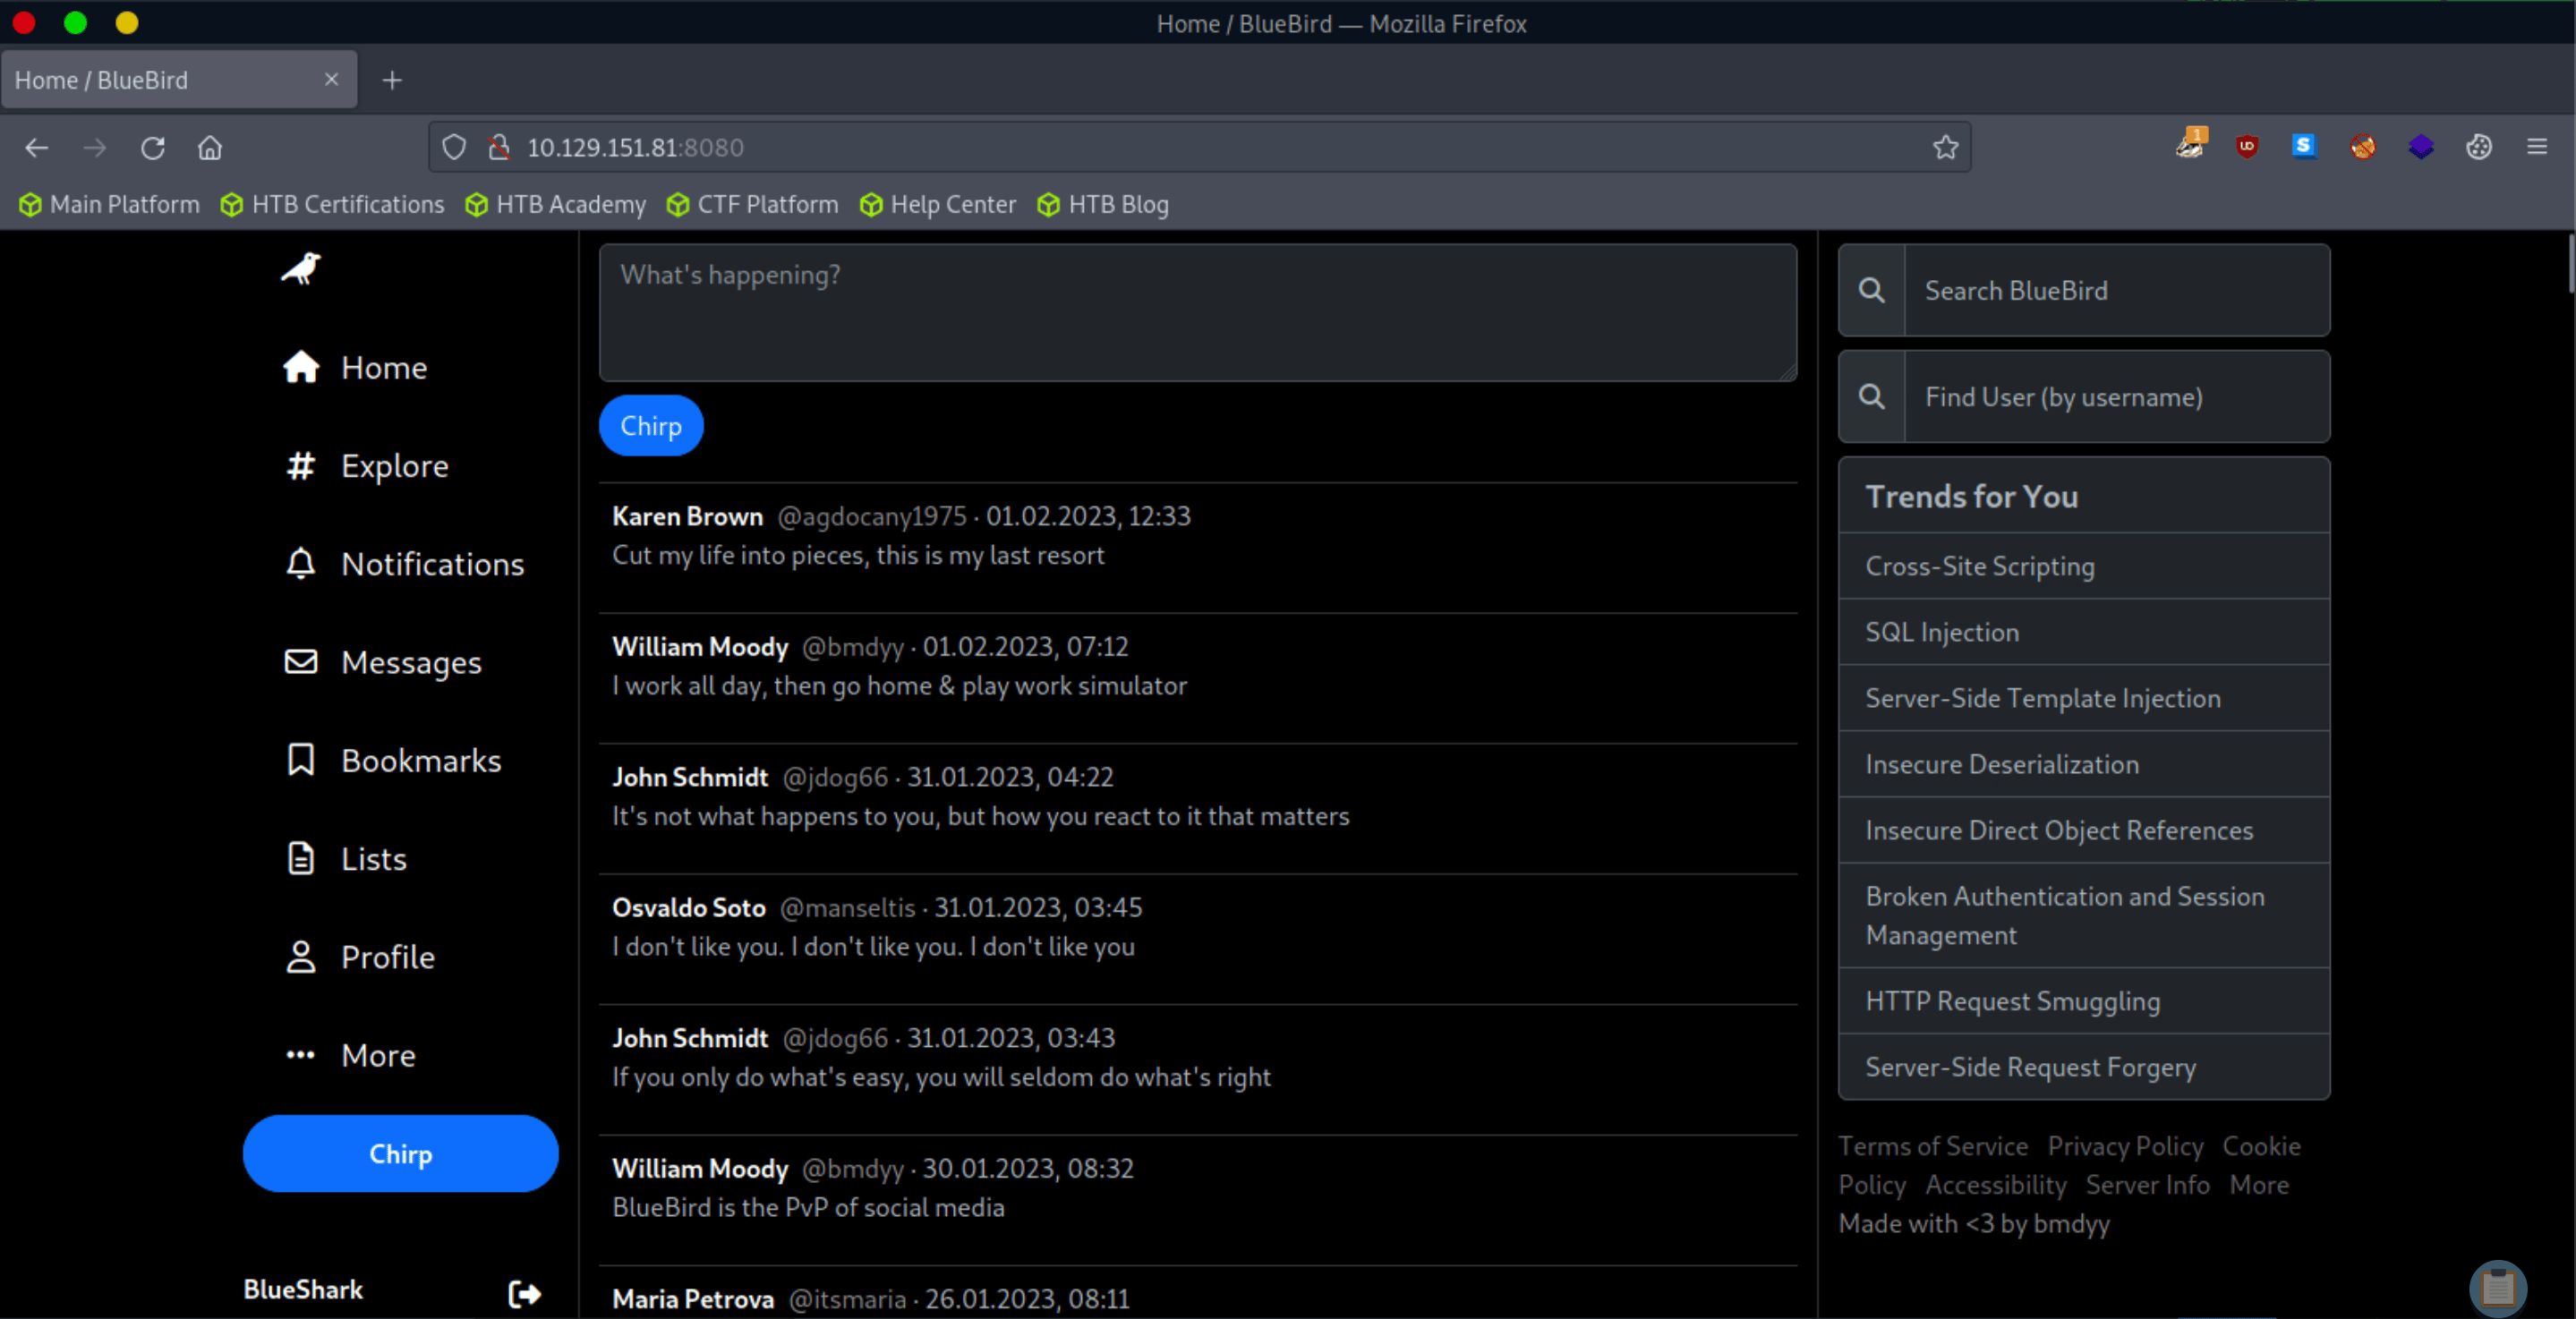 Home / BlueBird — Mozilla Firefox
Home / BlueBird
10.129.151.81:8080
1
UD
S
Main Platform
HTB Certifications
HTB Academy
CTF Platform
Help Center
HTB Blog
Home
Explore
Notifications
Messages
Bookmarks
Lists
Profile
More
Chirp
BlueShark
What's happening?
Chirp
Karen Brown @agdocany1975 · 01.02.2023, 12:33
Cut my life into pieces, this is my last resort
William Moody @bmdyy · 01.02.2023, 07:12
I work all day, then go home & play work simulator
John Schmidt @jdog66 · 31.01.2023, 04:22
It's not what happens to you, but how you react to it that matters
Osvaldo Soto @manseltis · 31.01.2023, 03:45
I don't like you. I don't like you. I don't like you
John Schmidt @jdog66 · 31.01.2023, 03:43
If you only do what's easy, you will seldom do what's right
William Moody @bmdyy · 30.01.2023, 08:32
BlueBird is the PvP of social media
Maria Petrova @itsmaria · 26.01.2023, 08:11
Search BlueBird
Find User (by username)
Trends for You
Cross-Site Scripting
SQL Injection
Server-Side Template Injection
Insecure Deserialization
Insecure Direct Object References
Broken Authentication and Session
Management
HTTP Request Smuggling
Server-Side Request Forgery
Terms of Service Privacy Policy Cookie
Policy Accessibility Server Info More
Made with <3 by bmdyy